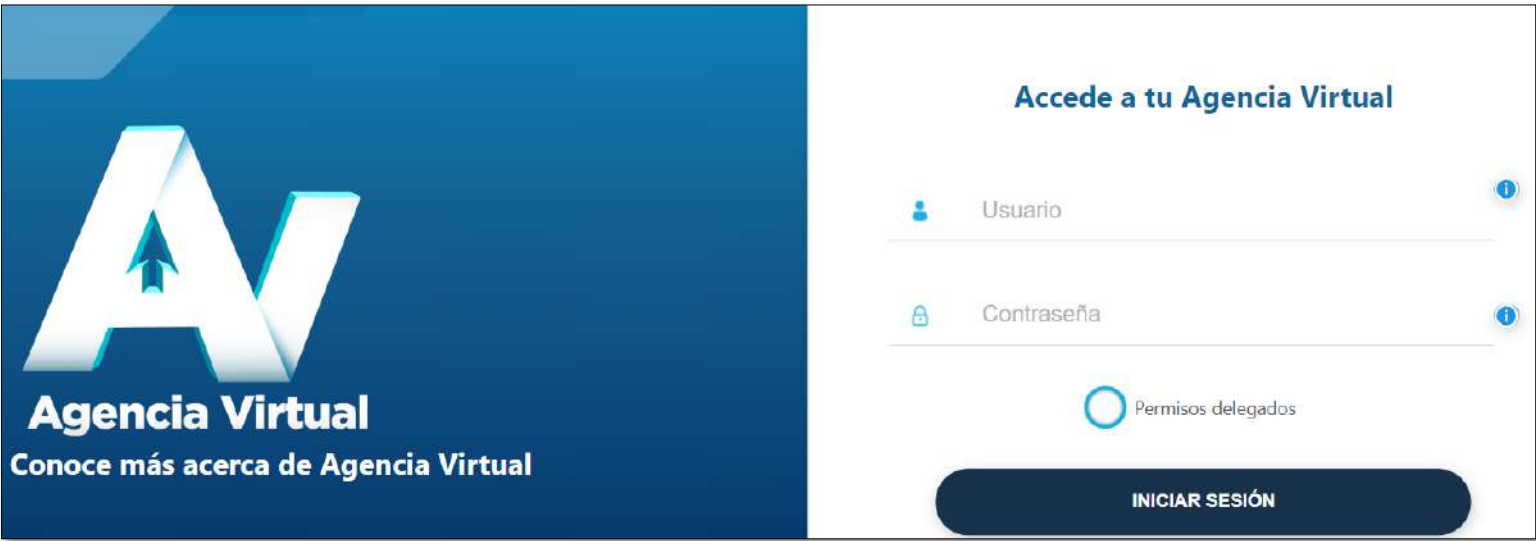 Agencia Virtual
Conoce más acerca de Agencia Virtual
Accede a tu Agencia Virtual
Usuario
Contraseña
Permisos delegados
INICIAR SESIÓN